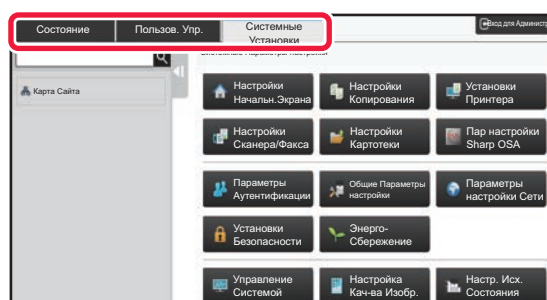 Состояние
Пользов. Упр.
Системные
Установки
Вход для Администр
Системные Параметры Настройки
Карта Сайта
Настройки
Начальн.Экрана
Настройки
Копирования
Установки
Принтера
Настройки
Сканера/Факса
Настройки
Картотеки
Пар настройки
Sharp OSA
Параметры
Аутентификации
Общие Параметры
настройки
Параметры
настройки Сети
Установки
Безопасности
Энерго-
Сбережение
Управление
Системой
Настройка
Кач-ва Изобр.
Настр. Исх.
Состояния